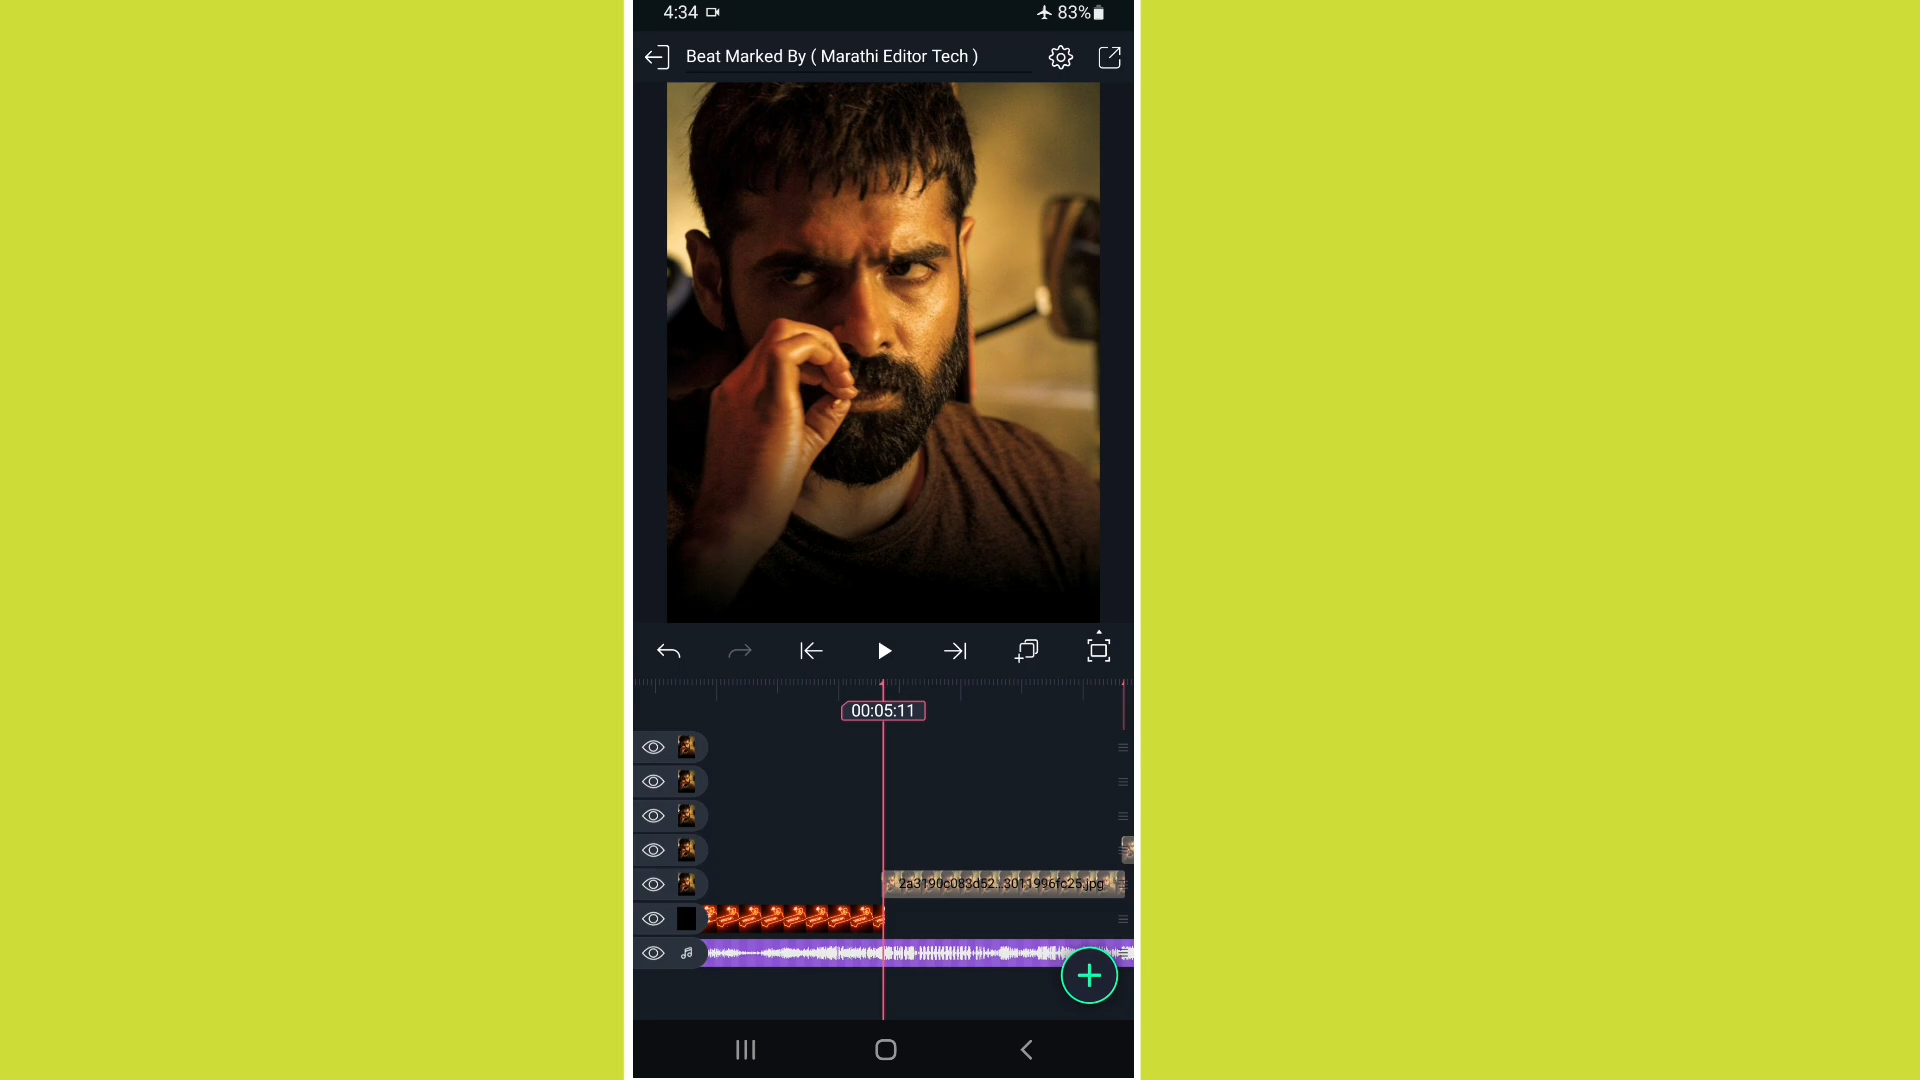 4:34
83%
Beat Marked By ( Marathi Editor Tech )
00:05:11
2a3190c083d52...3011996fc25.jpg